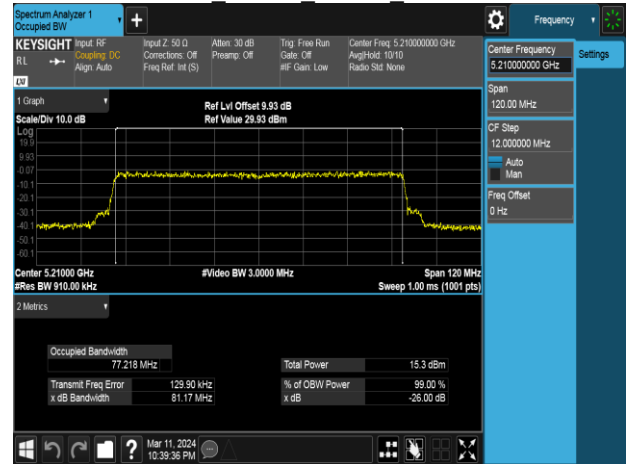 Spectrum Analyzer 1
Occupied BW
Frequency
KEYSIGHT
Input: RF
Coupling: DC
Align: Auto
Input Z: 50 Ω
Corrections: Off
Freq Ref: Int (S)
Atten: 30 dB
Preamp: Off
Trig: Free Run
Gate: Off
#IF Gain: Low
Center Freq: 5.210000000 GHz
Avg|Hold: 10/10
Radio Std: None
RL
LXI
Center Frequency
5.210000000 GHz
Settings
Span
120.00 MHz
CF Step
12.000000 MHz
Auto
Man
Freq Offset
0 Hz
1 Graph
Scale/Div 10.0 dB
Ref Lvl Offset 9.93 dB
Ref Value 29.93 dBm
Log
19.9
9.93
-0.07
-10.1
-20.1
-30.1
-40.1
-50.1
-60.1
Center 5.21000 GHz
#Video BW 3.0000 MHz
Span 120 MHz
#Res BW 910.00 kHz
Sweep 1.00 ms (1001 pts)
2 Metrics
Occupied Bandwidth
77.218 MHz
Total Power 15.3 dBm
Transmit Freq Error 129.90 kHz
% of OBW Power 99.00 %
x dB Bandwidth 81.17 MHz
x dB -26.00 dB
?
Mar 11, 2024
10:39:36 PM